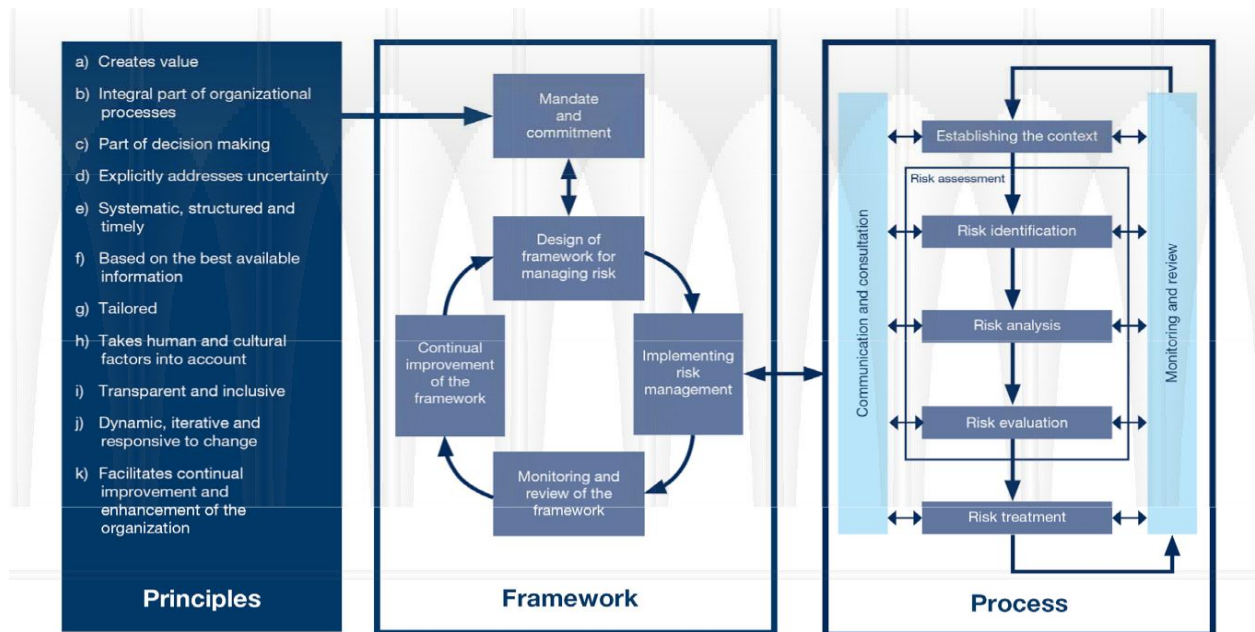 a) Creates value
b) Integral part of organizational
processes
c) Part of decision making
d) Explicitly addresses uncertainty
e) Systematic, structured and
timely
f) Based on the best available
information
g) Tailored
h) Takes human and cultural
factors into account
i) Transparent and inclusive
j) Dynamic, iterative and
responsive to change
k) Facilitates continual
improvement and
enhancement of the
organization
Principles
Mandate
and
commitment
Design of
framework for
managing risk
Implementing
risk
management
Monitoring and
review of the
framework
Continual
improvement
of the
framework
Framework
Communication and consultation
Establishing the context
Risk assessment
Risk identification
Risk analysis
Risk evaluation
Risk treatment
Monitoring and review
Process